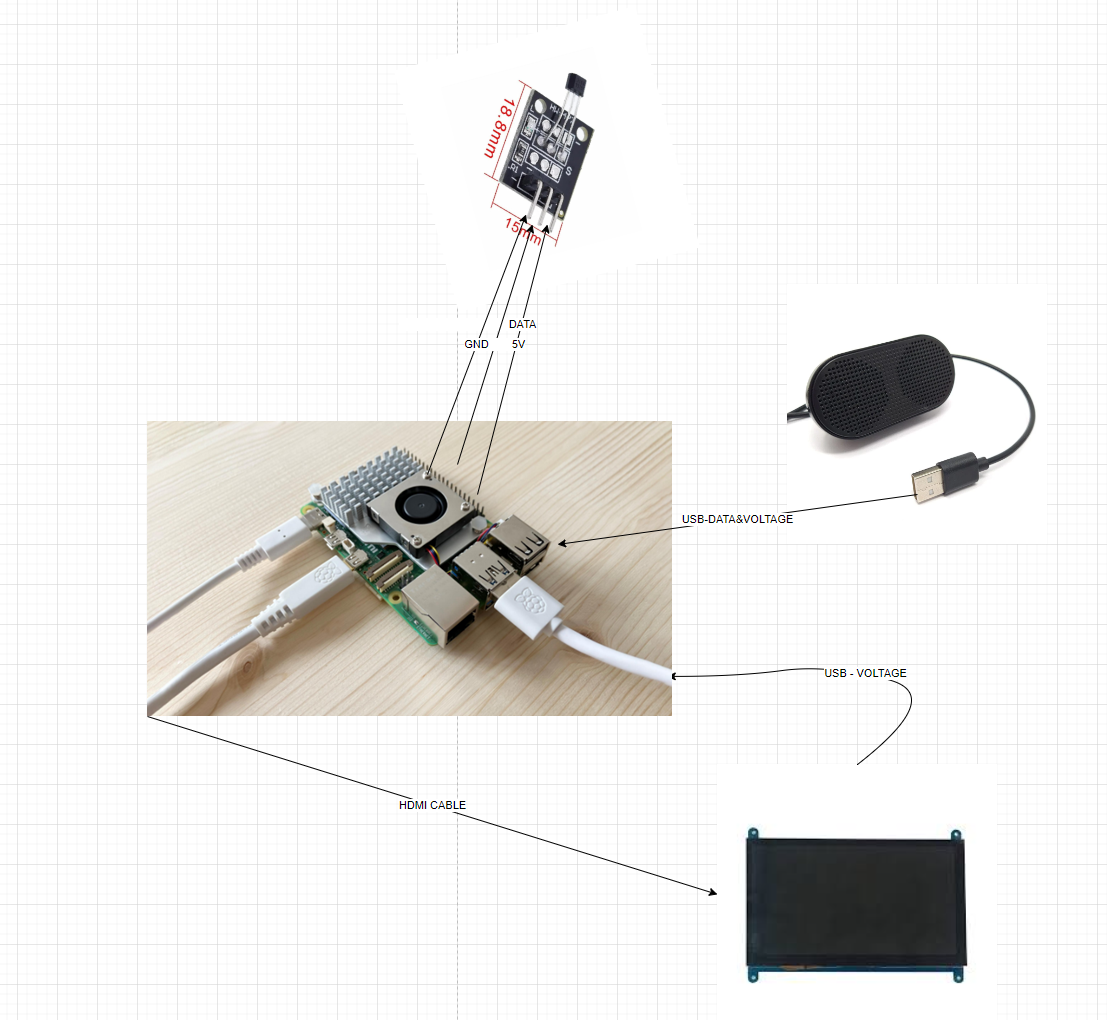 18.8mm
S
15mm
DATA
GND
5V
USB-DATA&VOLTAGE
USB - VOLTAGE
HDMI CABLE